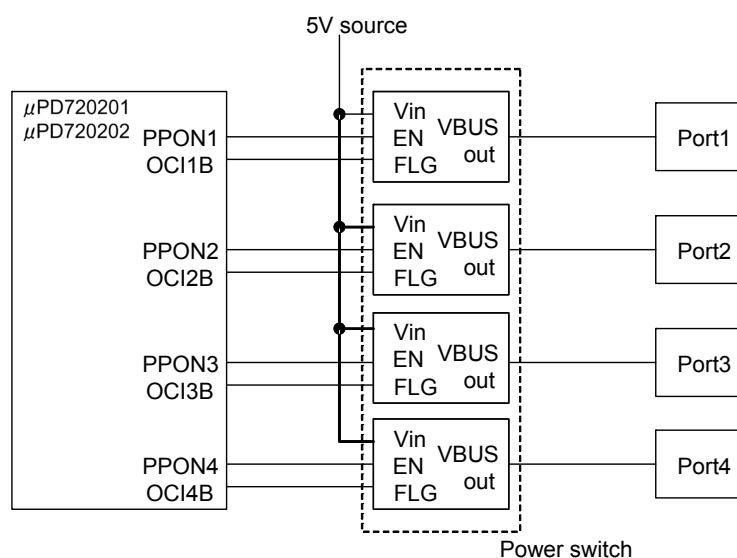 5V source
μPD720201
μPD720202
PPON1
OCI1B
Vin
EN
FLG
VBUS
out
Port1
PPON2
OCI2B
Vin
EN
FLG
VBUS
out
Port2
PPON3
OCI3B
Vin
EN
FLG
VBUS
out
Port3
PPON4
OCI4B
Vin
EN
FLG
VBUS
out
Port4
Power switch